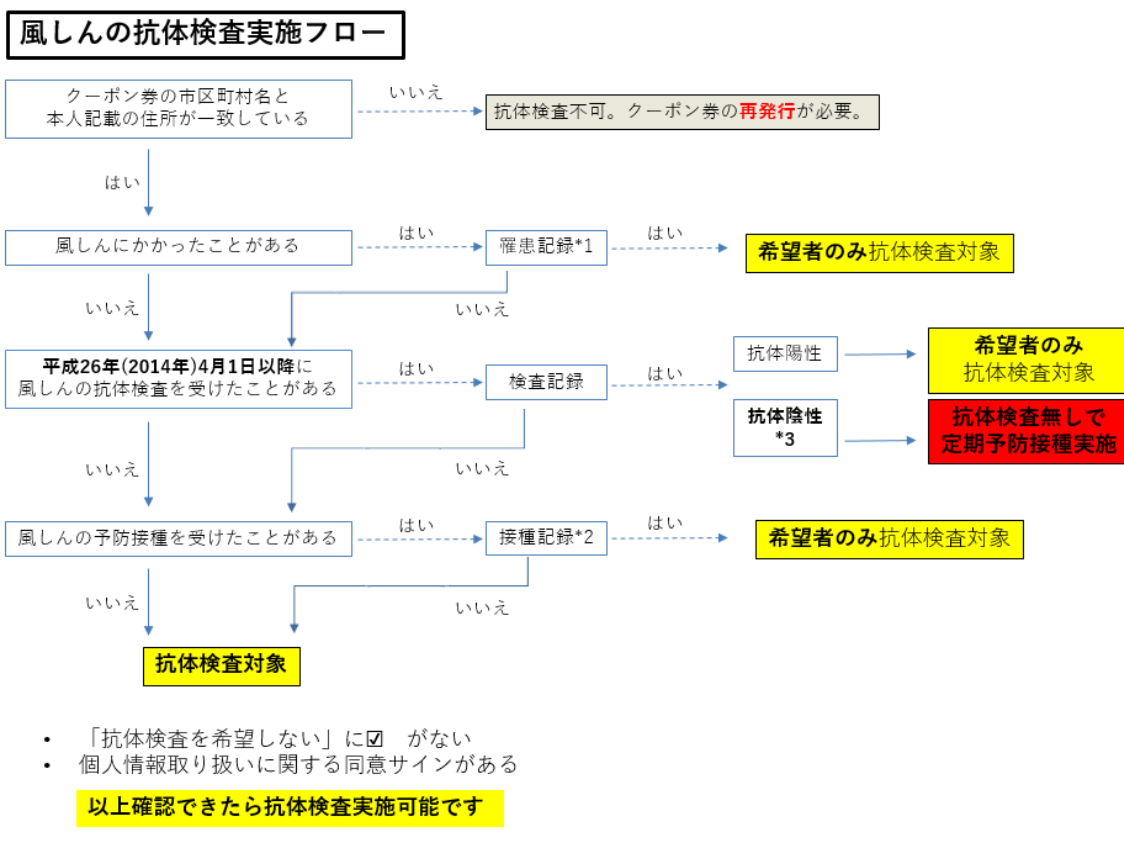 風しんの抗体検査実施フロー
クーポン券の市区町村名と
本人記載の住所が一致している
いいえ
抗体検査不可。クーポン券の再発行が必要。
はい
風しんにかかったことがある
はい
罹患記録*1
はい
希望者のみ抗体検査対象
いいえ
いいえ
平成26年(2014年)4月1日以降に
風しんの抗体検査を受けたことがある
はい
検査記録
はい
抗体陽性
希望者のみ
抗体検査対象
抗体陰性
*3
抗体検査無しで
定期予防接種実施
いいえ
いいえ
風しんの予防接種を受けたことがある
はい
接種記録*2
はい
希望者のみ抗体検査対象
いいえ
いいえ
抗体検査対象
• 「抗体検査を希望しない」に☑ がない
• 個人情報取り扱いに関する同意サインがある
以上確認できたら抗体検査実施可能です